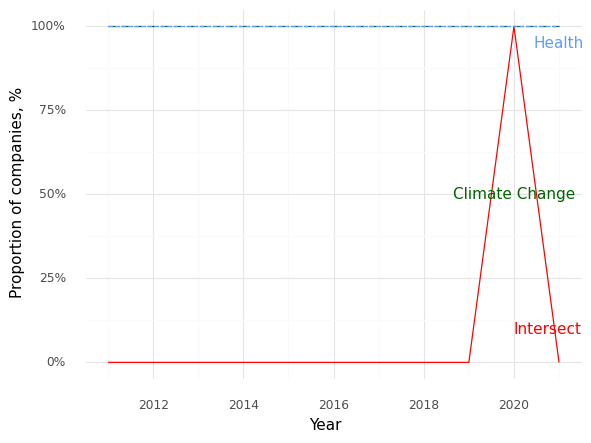 100%
Health
75%
Proportion of companies, %
50%
Climate Change
25%
Intersect
0%
2012 2014 2016 2018 2020
Year